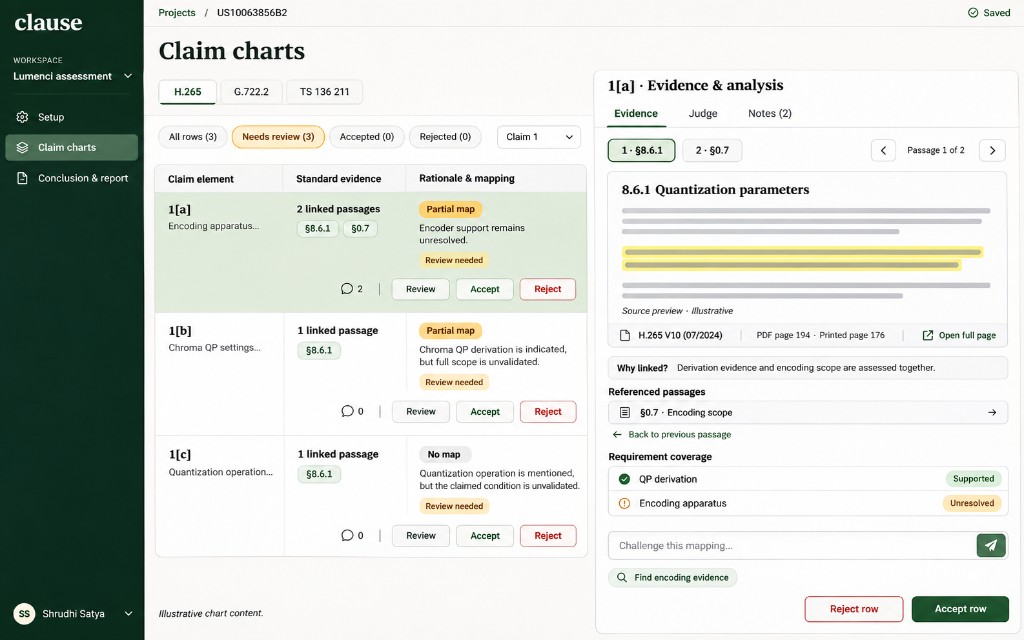 clause
WORKSPACE
Lumenci assessment
Setup
Claim charts
Conclusion & report
SS Shrudhi Satya
Projects / US10063856B2
Saved
Claim charts
H.265 G.722.2 TS 136 211
All rows (3) Needs review (3) Accepted (0) Rejected (0) Claim 1
Claim element Standard evidence Rationale & mapping
1[a]
Encoding apparatus...
2 linked passages
§8.6.1 §0.7
Partial map
Encoder support remains
unresolved.
Review needed
2 | Review Accept Reject
1[b]
Chroma QP settings...
1 linked passage
§8.6.1
Partial map
Chroma QP derivation is indicated,
but full scope is unvalidated.
Review needed
0 | Review Accept Reject
1[c]
Quantization operation...
1 linked passage
§8.6.1
No map
Quantization operation is mentioned,
but the claimed condition is unvalidated.
Review needed
0 | Review Accept Reject
Illustrative chart content.
1[a] · Evidence & analysis
Evidence Judge Notes (2)
1 · §8.6.1 2 · §0.7 Passage 1 of 2
8.6.1 Quantization parameters
Source preview · Illustrative
H.265 V10 (07/2024) | PDF page 194 · Printed page 176 | Open full page
Why linked? Derivation evidence and encoding scope are assessed together.
Referenced passages
§0.7 · Encoding scope →
← Back to previous passage
Requirement coverage
QP derivation Supported
Encoding apparatus Unresolved
Challenge this mapping...
Find encoding evidence
Reject row Accept row